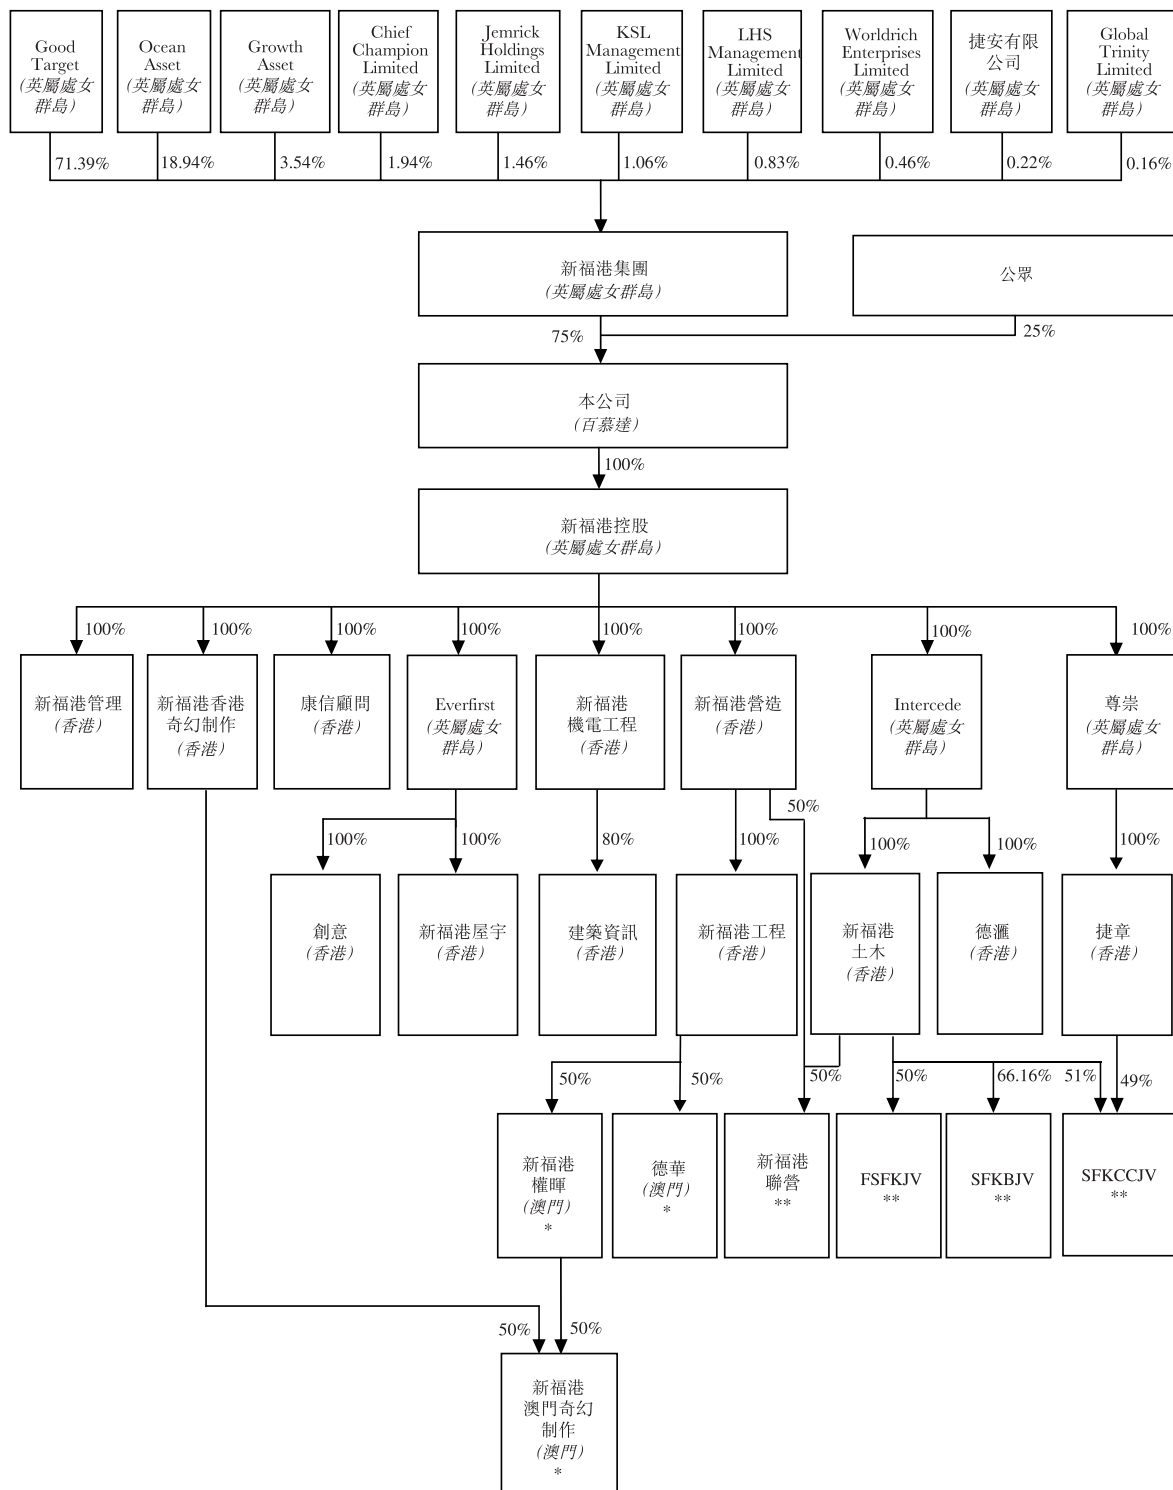 Good
Target
(英屬處女
群島)
Ocean
Asset
(英屬處女
群島)
Growth
Asset
(英屬處女
群島)
Chief
Champion
Limited
(英屬處女
群島)
Jemrick
Holdings
Limited
(英屬處女
群島)
KSL
Management
Limited
(英屬處女
群島)
LHS
Management
Limited
(英屬處女
群島)
Worldrich
Enterprises
Limited
(英屬處女
群島)
捷安有限
公司
(英屬處女
群島)
Global
Trinity
Limited
(英屬處女
群島)
71.39%
18.94%
3.54%
1.94%
1.46%
1.06%
0.83%
0.46%
0.22%
0.16%
新福港集團
(英屬處女群島)
公眾
75%
25%
本公司
(百慕達)
100%
新福港控股
(英屬處女群島)
100%
100%
100%
100%
100%
100%
100%
100%
新福港管理
(香港)
新福港香港
奇幻制作
(香港)
康信顧問
(香港)
Everfirst
(英屬處女
群島)
新福港
機電工程
(香港)
新福港營造
(香港)
Intercede
(英屬處女
群島)
尊崇
(英屬處女
群島)
50%
100%
100%
80%
100%
100%
100%
100%
創意
(香港)
新福港屋宇
(香港)
建築資訊
(香港)
新福港工程
(香港)
新福港
土木
(香港)
德滙
(香港)
捷章
(香港)
50%
50%
50%
50%
66.16%
51%
49%
新福港
權暉
(澳門)
*
德華
(澳門)
*
新福港
聯營
**
FSFKJV
**
SFKBJV
**
SFKCCJV
**
50%
50%
新福港
澳門奇幻
制作
(澳門)
*